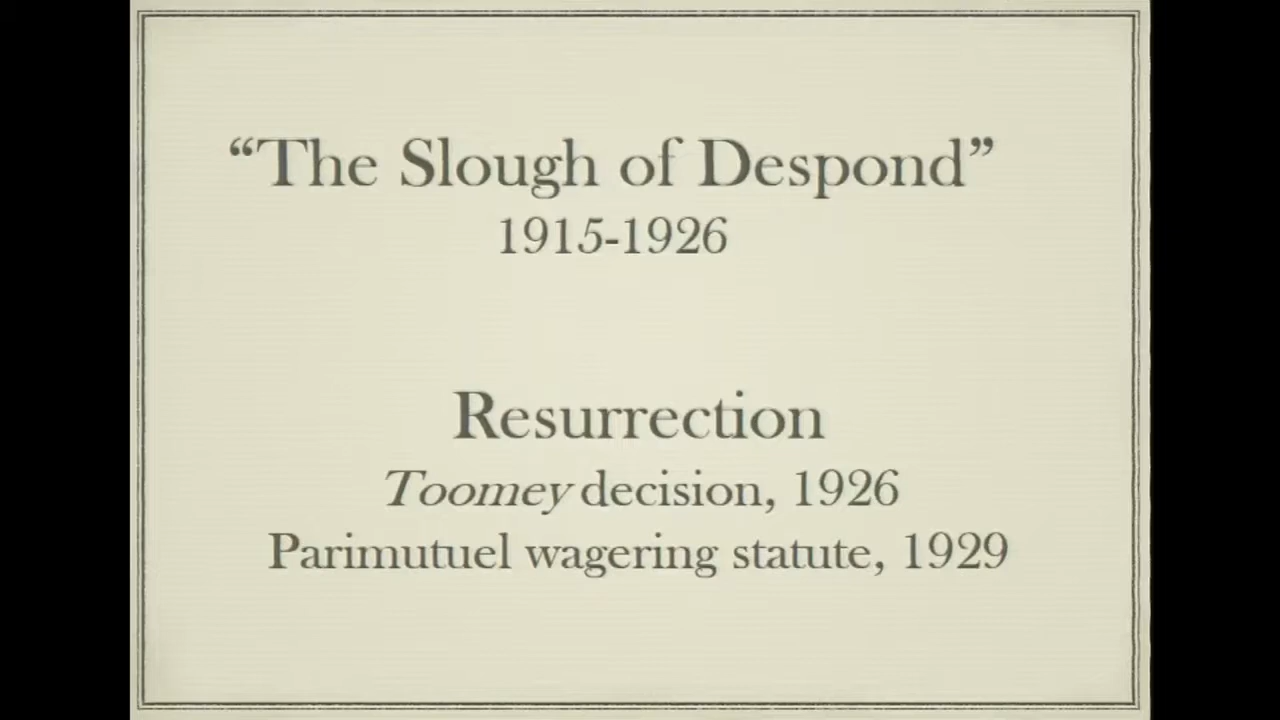 “The Slough of Despond”
1915-1926
Resurrection
Toomey decision, 1926
Parimutuel wagering statute, 1929